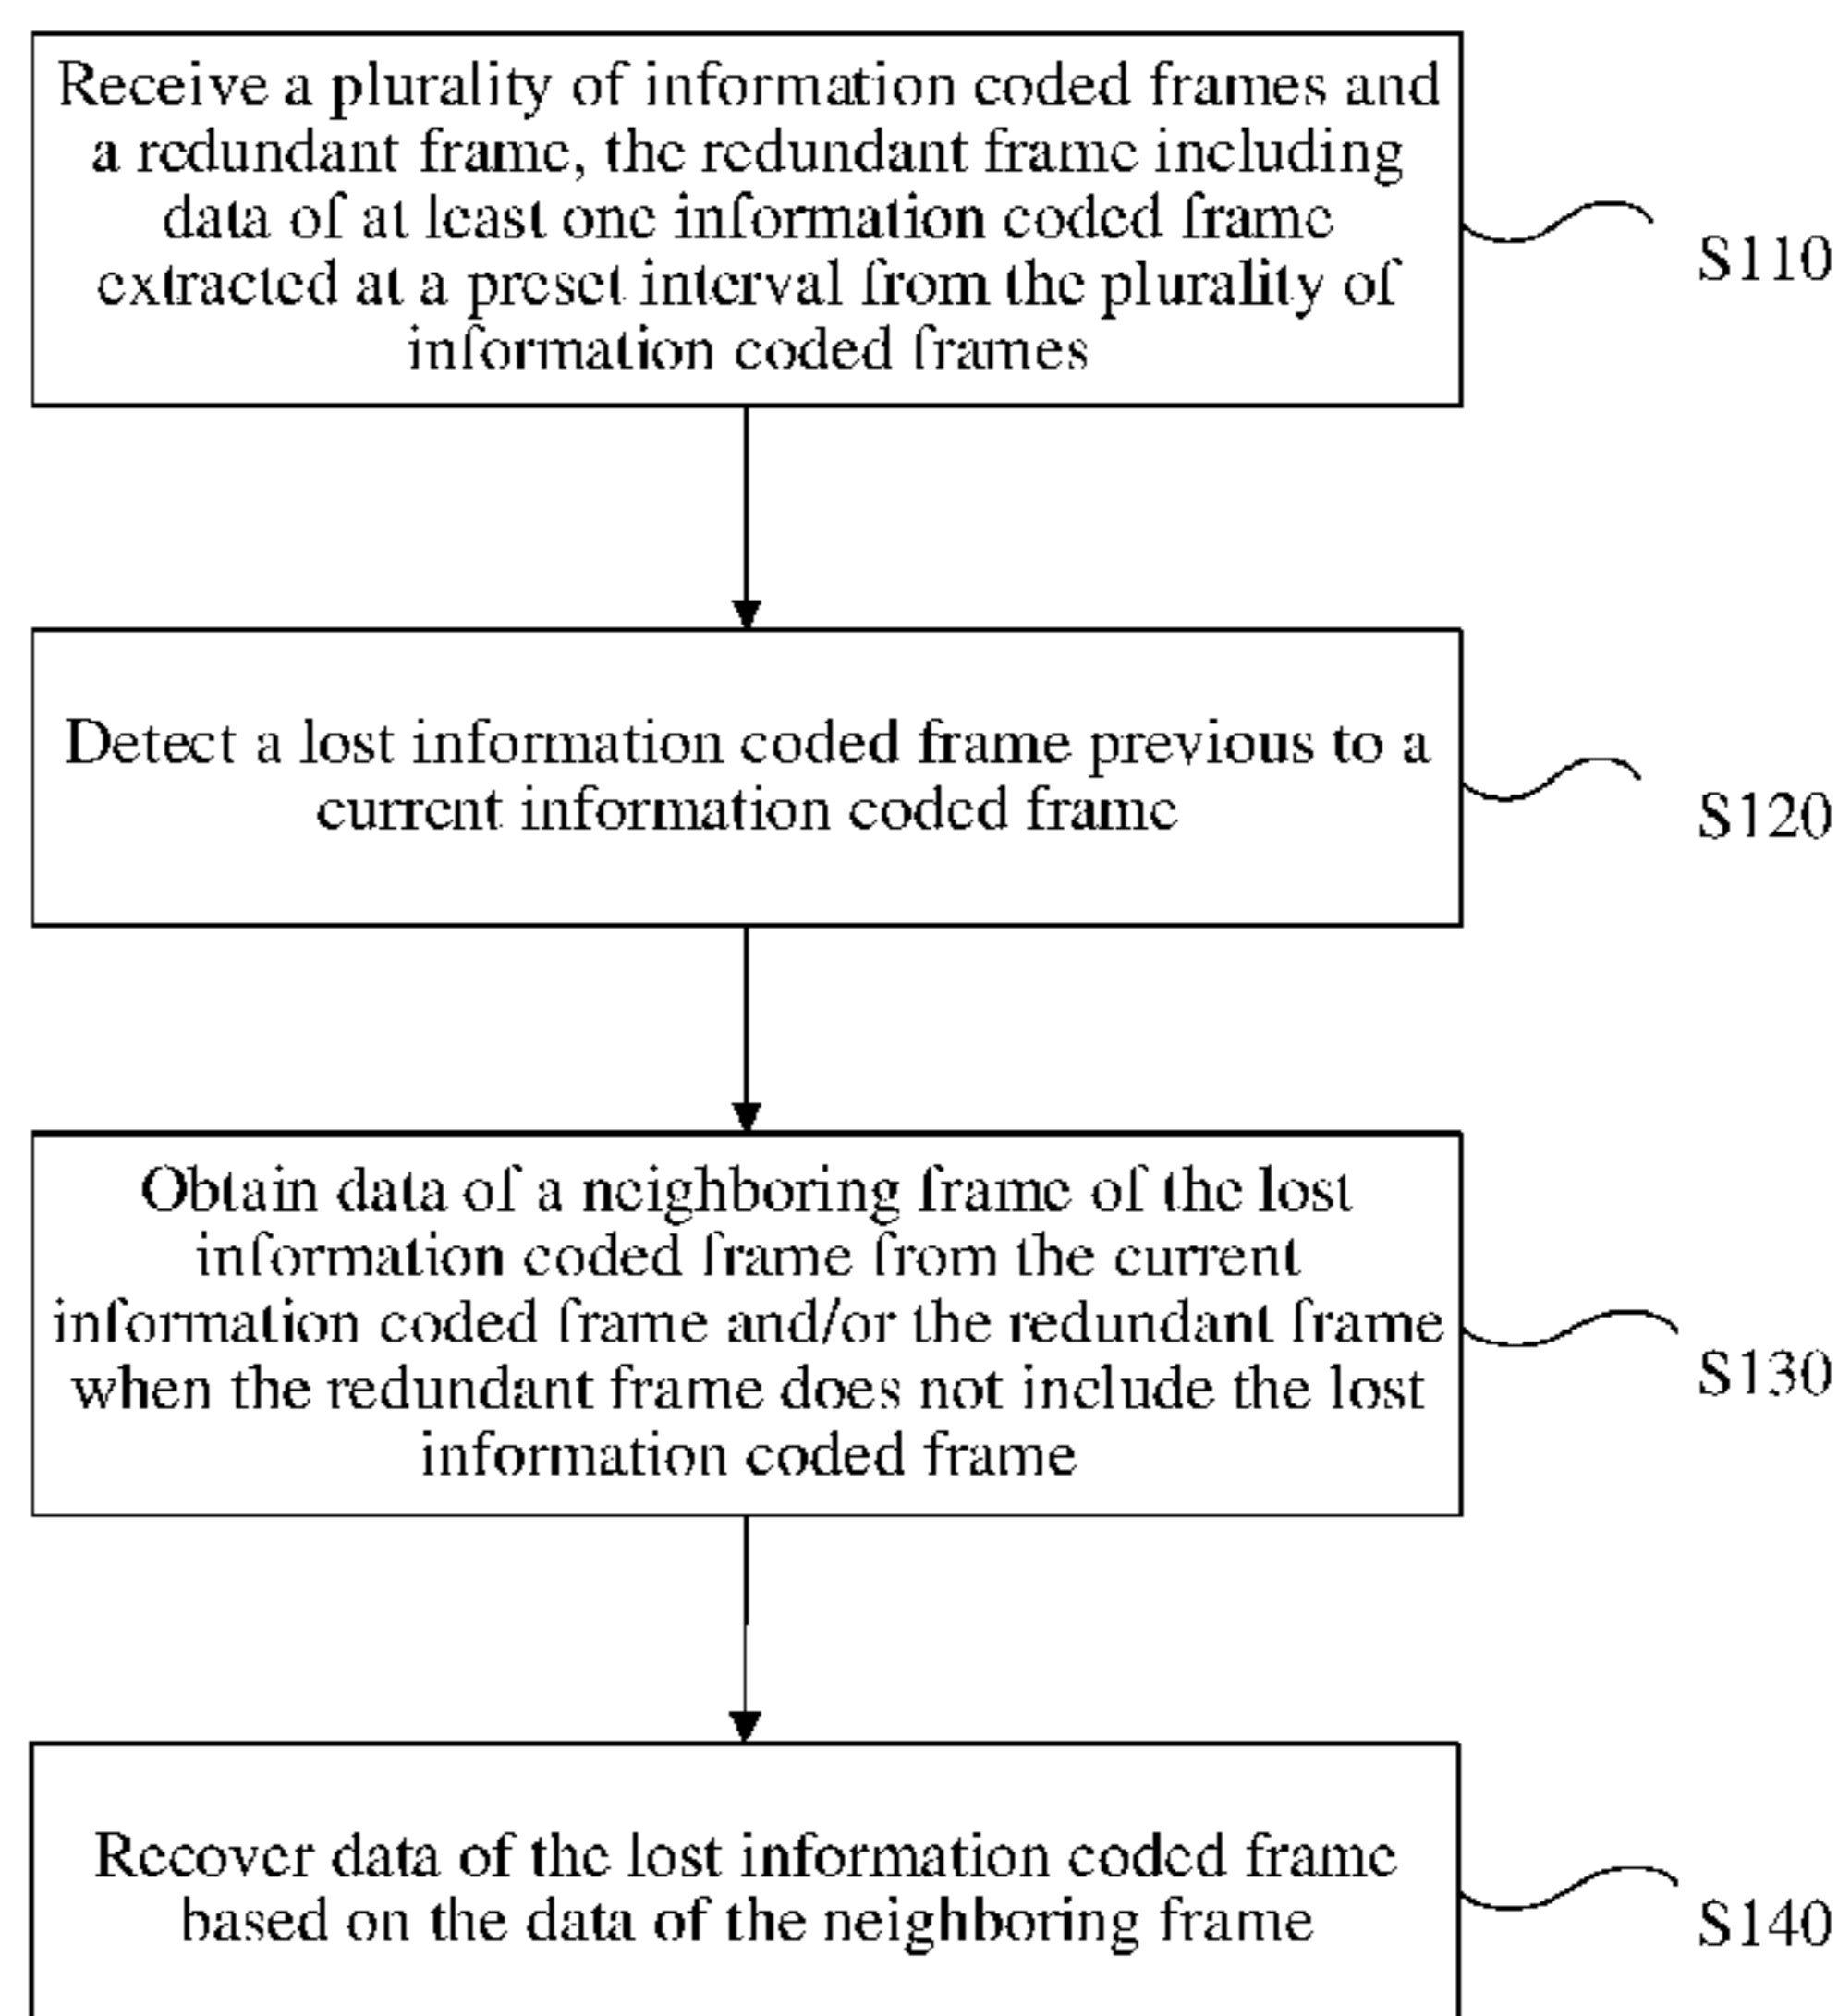 Receive a plurality of information coded frames and
a redundant frame, the redundant frame including
data of at least one information coded frame
extracted at a preset interval from the plurality of
information coded frames
S110
Detect a lost information coded frame previous to a
current information coded frame
S120
Obtain data of a neighboring frame of the lost
information coded frame from the current
information coded frame and/or the redundant frame
when the redundant frame does not include the lost
information coded frame
S130
Recover data of the lost information coded frame
based on the data of the neighboring frame
S140